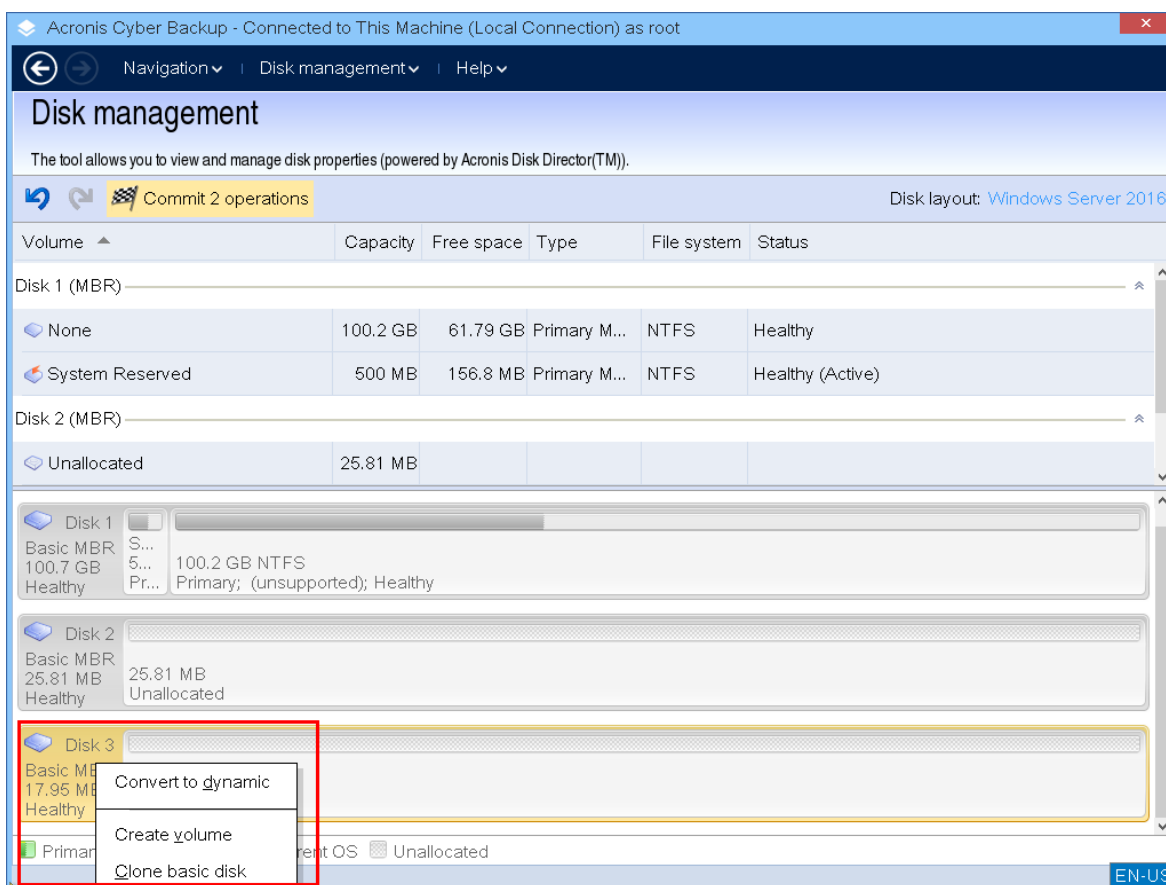 Acronis Cyber Backup - Connected to This Machine (Local Connection) as root
Navigation Disk management Help
Disk management
The tool allows you to view and manage disk properties (powered by Acronis Disk Director(TM)).
Commit 2 operations Disk layout: Windows Server 2016
Volume Capacity Free space Type File system Status
Disk 1 (MBR)
None 100.2 GB 61.79 GB Primary M... NTFS Healthy
System Reserved 500 MB 156.8 MB Primary M... NTFS Healthy (Active)
Disk 2 (MBR)
Unallocated 25.81 MB
Disk 1
Basic MBR
100.7 GB
Healthy
S...
5...
Pr...
100.2 GB NTFS
Primary; (unsupported); Healthy
Disk 2
Basic MBR
25.81 MB
Healthy
25.81 MB
Unallocated
Disk 3
Basic
17.95
Healthy
Convert to dynamic
Create volume
Clone basic disk
OS Unallocated
EN-US